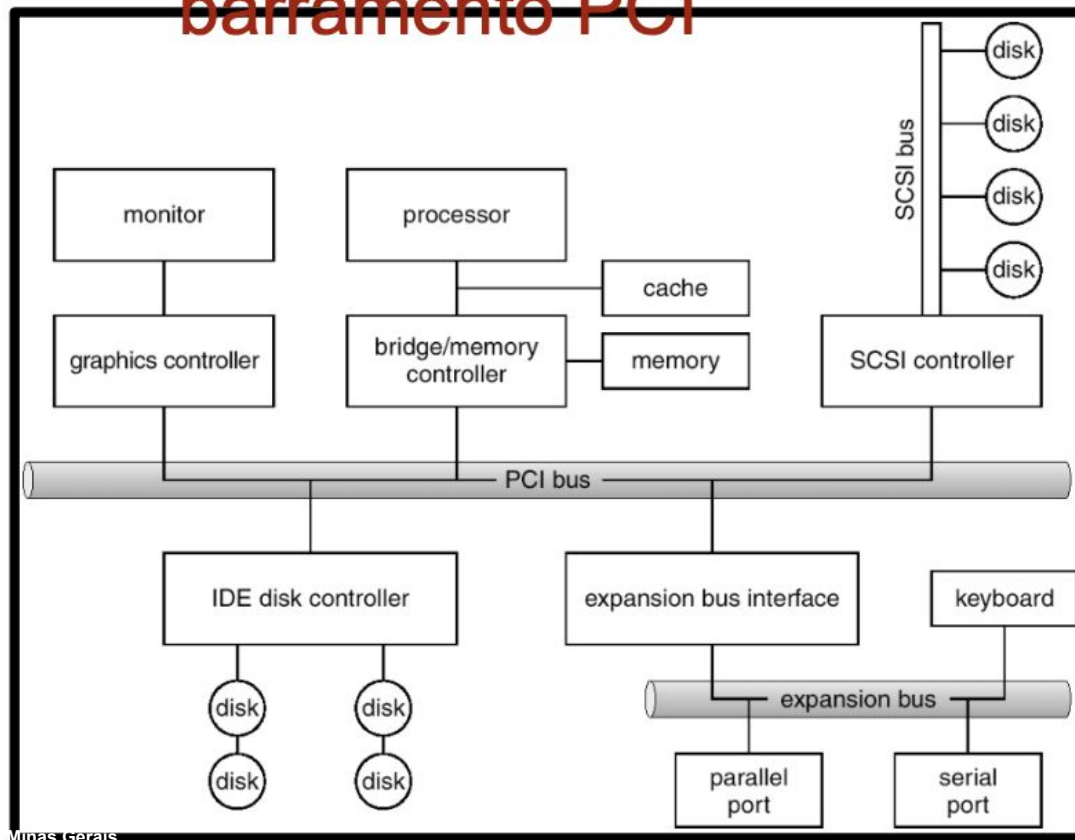 barramento PCI
SCSI bus
disk
disk
disk
disk
monitor
processor
cache
graphics controller
bridge/memory
controller
memory
SCSI controller
PCI bus
IDE disk controller
expansion bus interface
keyboard
disk
disk
expansion bus
disk
disk
parallel
port
serial
port
Minas Gerais